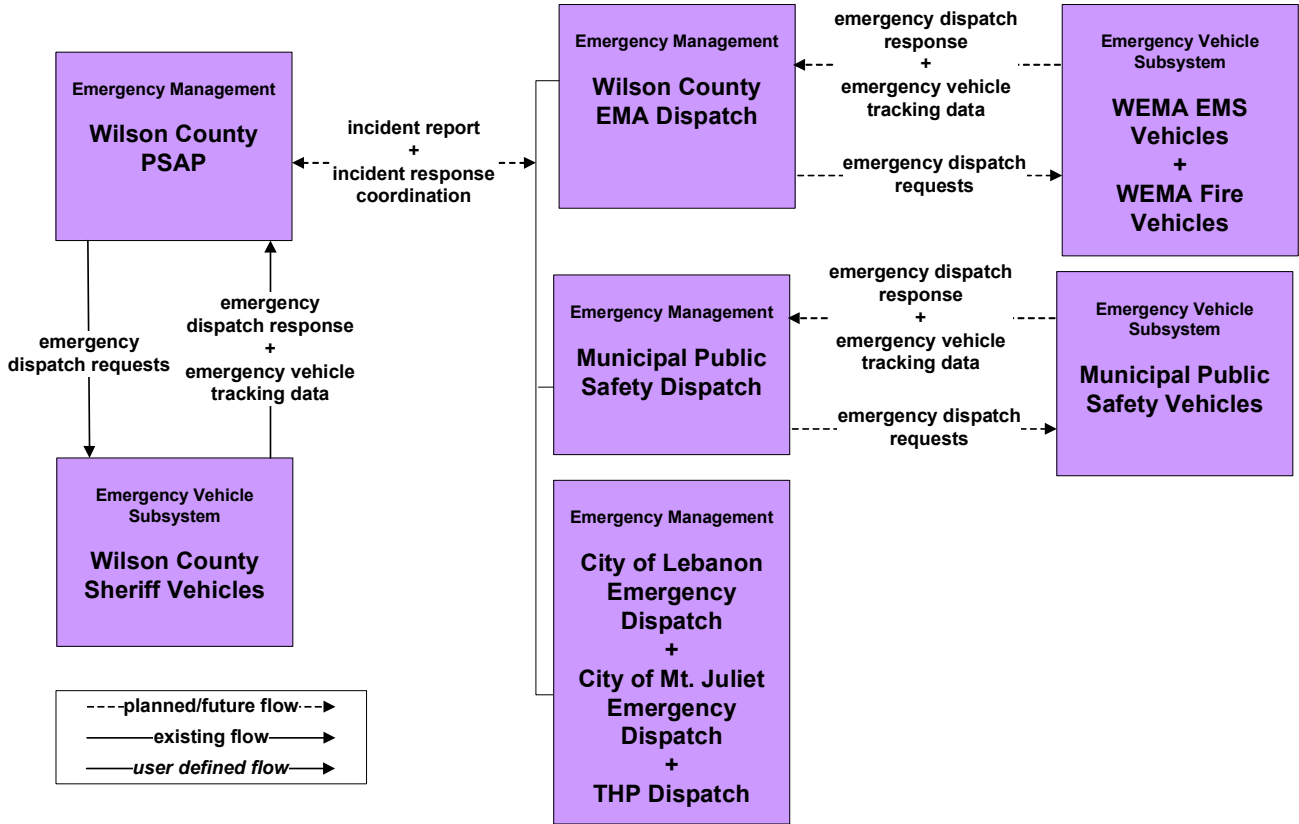 Emergency Management
Wilson County
PSAP
incident report
+
incident response
coordination
emergency
dispatch requests
emergency
dispatch response
+
emergency vehicle
tracking data
Emergency Vehicle
Subsystem
Wilson County
Sheriff Vehicles
Emergency Management
Wilson County
EMA Dispatch
emergency dispatch
response
+
emergency vehicle
tracking data
emergency dispatch
requests
Emergency Vehicle
Subsystem
WEMA EMS
Vehicles
+
WEMA Fire
Vehicles
Emergency Management
Municipal Public
Safety Dispatch
emergency dispatch
response
+
emergency vehicle
tracking data
emergency dispatch
requests
Emergency Vehicle
Subsystem
Municipal Public
Safety Vehicles
Emergency Management
City of Lebanon
Emergency
Dispatch
+
City of Mt. Juliet
Emergency
Dispatch
+
THP Dispatch
planned/future flow
existing flow
user defined flow